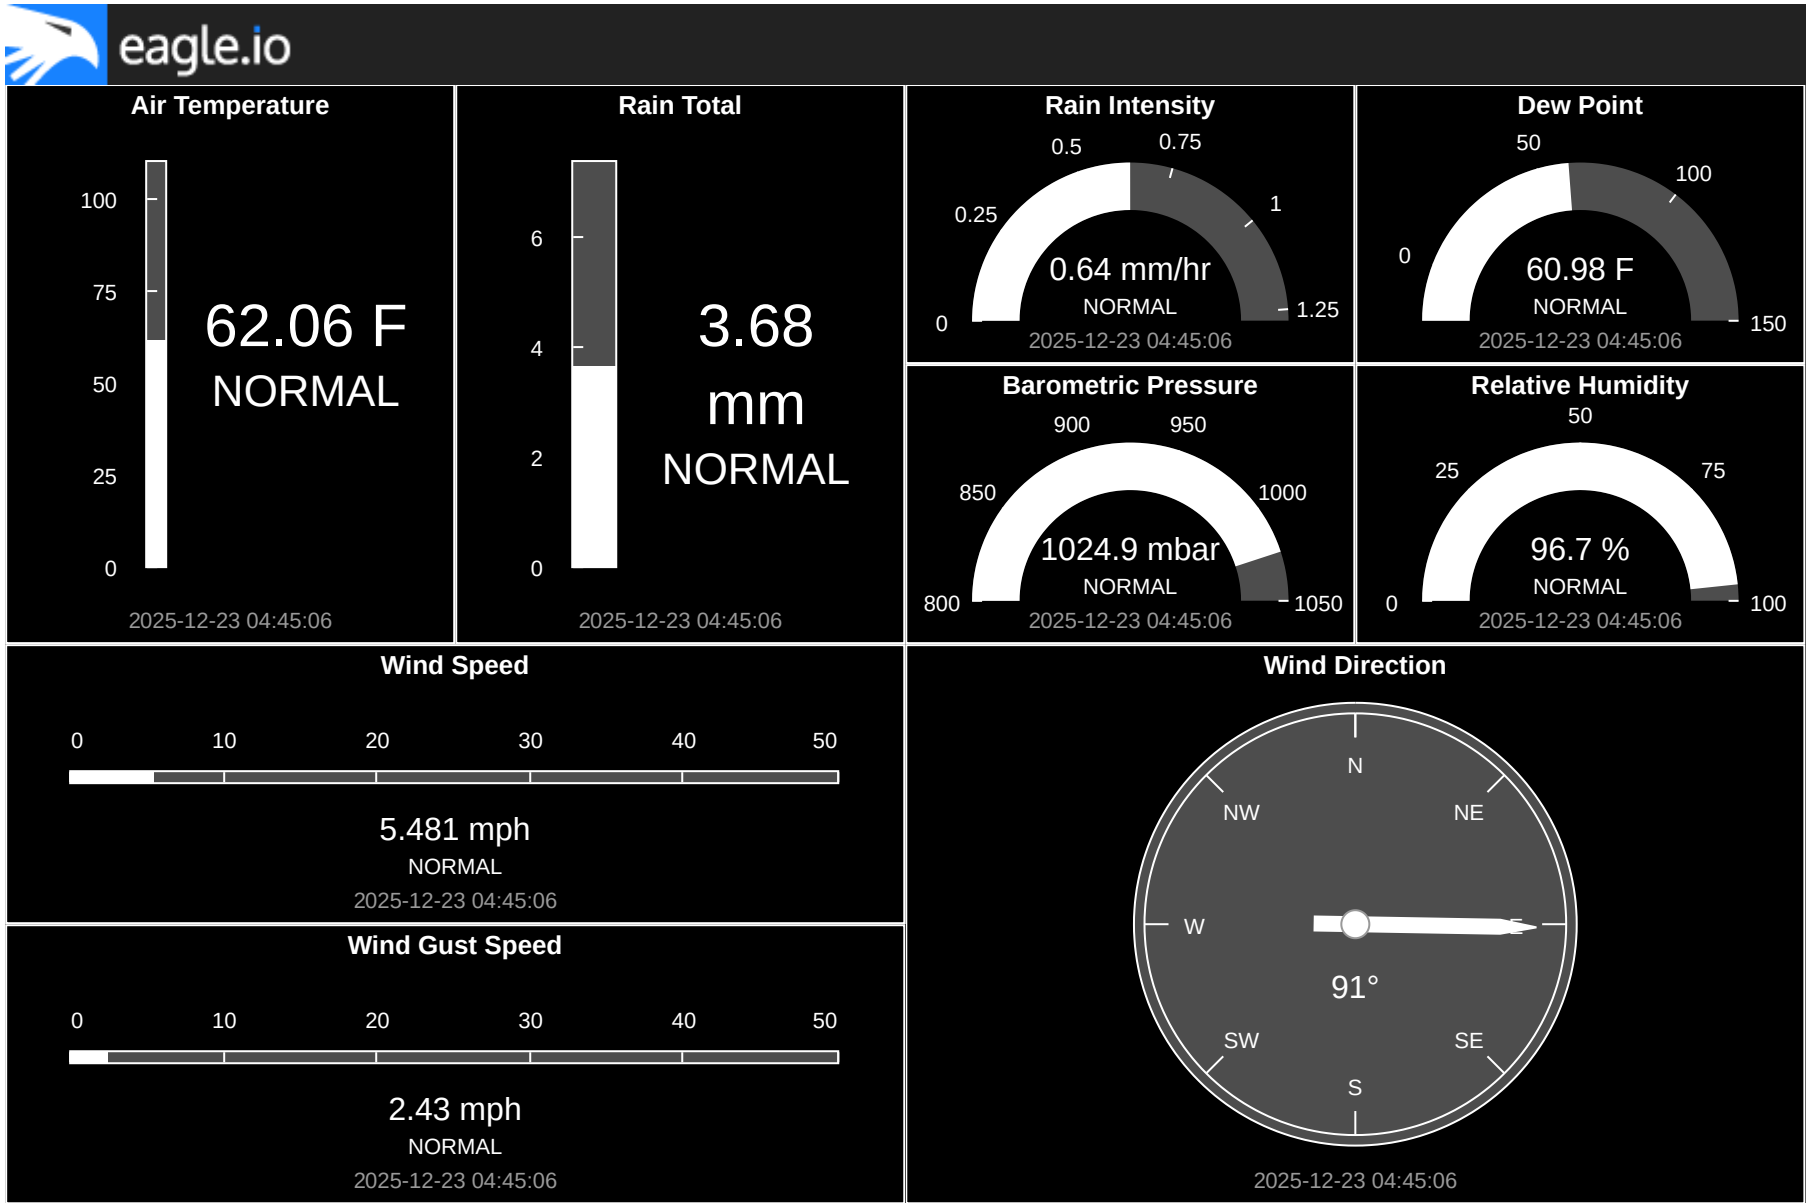 eagle.io
Air Temperature
100
75
50
25
0
62.06 F
NORMAL
2025-12-23 04:45:06
Rain Total
6
4
2
0
3.68
mm
NORMAL
2025-12-23 04:45:06
Rain Intensity
0
0.25
0.5
0.75
1
1.25
0.64 mm/hr
NORMAL
2025-12-23 04:45:06
Dew Point
0
50
100
150
60.98 F
NORMAL
2025-12-23 04:45:06
Barometric Pressure
800
850
900
950
1000
1050
1024.9 mbar
NORMAL
2025-12-23 04:45:06
Relative Humidity
0
25
50
75
100
96.7 %
NORMAL
2025-12-23 04:45:06
Wind Speed
0 10 20 30 40 50
5.481 mph
NORMAL
2025-12-23 04:45:06
Wind Gust Speed
0 10 20 30 40 50
2.43 mph
NORMAL
2025-12-23 04:45:06
Wind Direction
N
NW NE
W E
91°
SW SE
S
2025-12-23 04:45:06